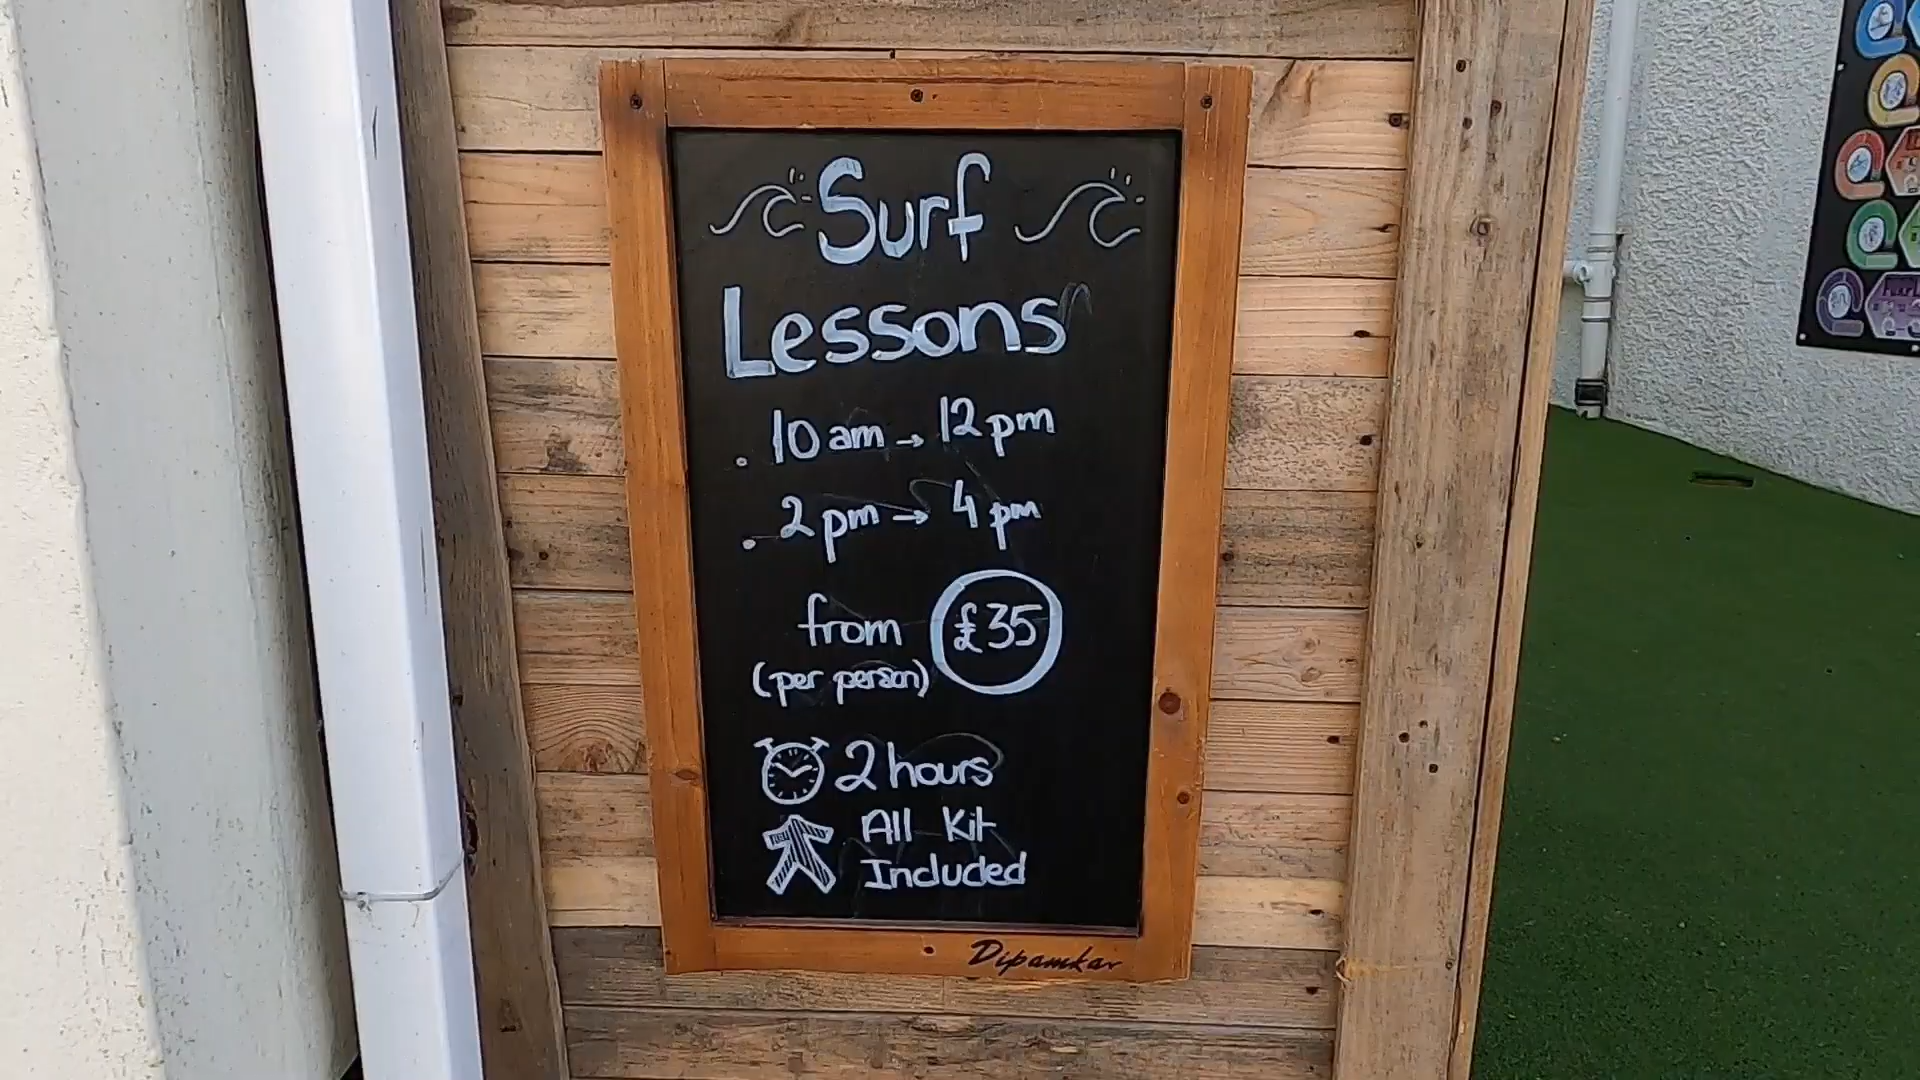 Surf
Lessons
. 10 am → 12 pm
. 2 pm → 4 pm
from £35
(per person)
2 hours
All Kit
Included
Dipamkar